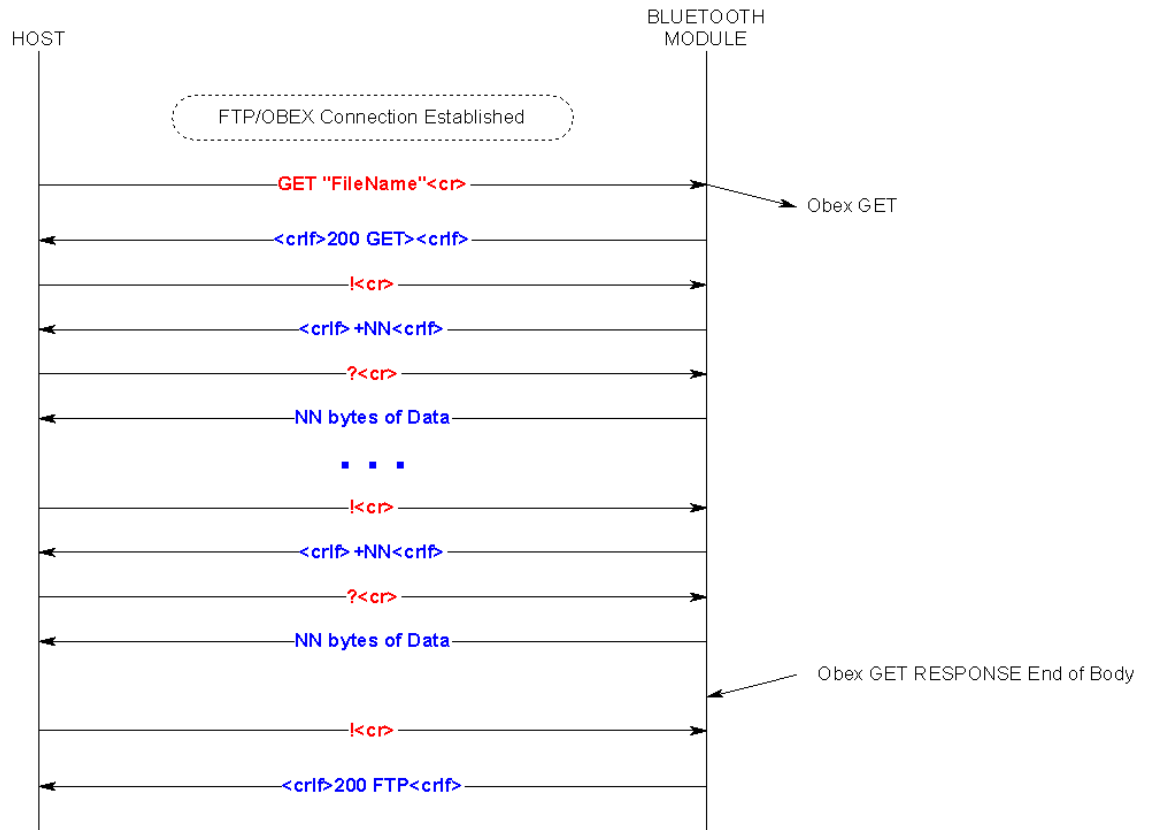 HOST
BLUETOOTH
MODULE
FTP/OBEX Connection Established
GET "FileName"<cr>
Obex GET
<crlf>200 GET><crlf>
!<cr>
<crlf>+NN<crlf>
?<cr>
NN bytes of Data
. . .
!<cr>
<crlf>+NN<crlf>
?<cr>
NN bytes of Data
Obex GET RESPONSE End of Body
!<cr>
<crlf>200 FTP<crlf>